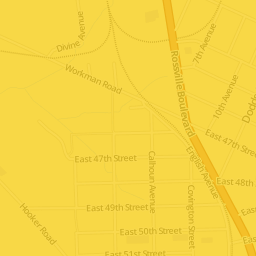 Divine Avenue
Workman Road
Rossville Boulevard
7th Avenue
10th Avenue
East 47th Street
East 47th Street
English Avenue
East 48th
Calhoun Avenue
Covington Street
Hooker Road
East 49th Street
East 50th Street
East 51st Street
East